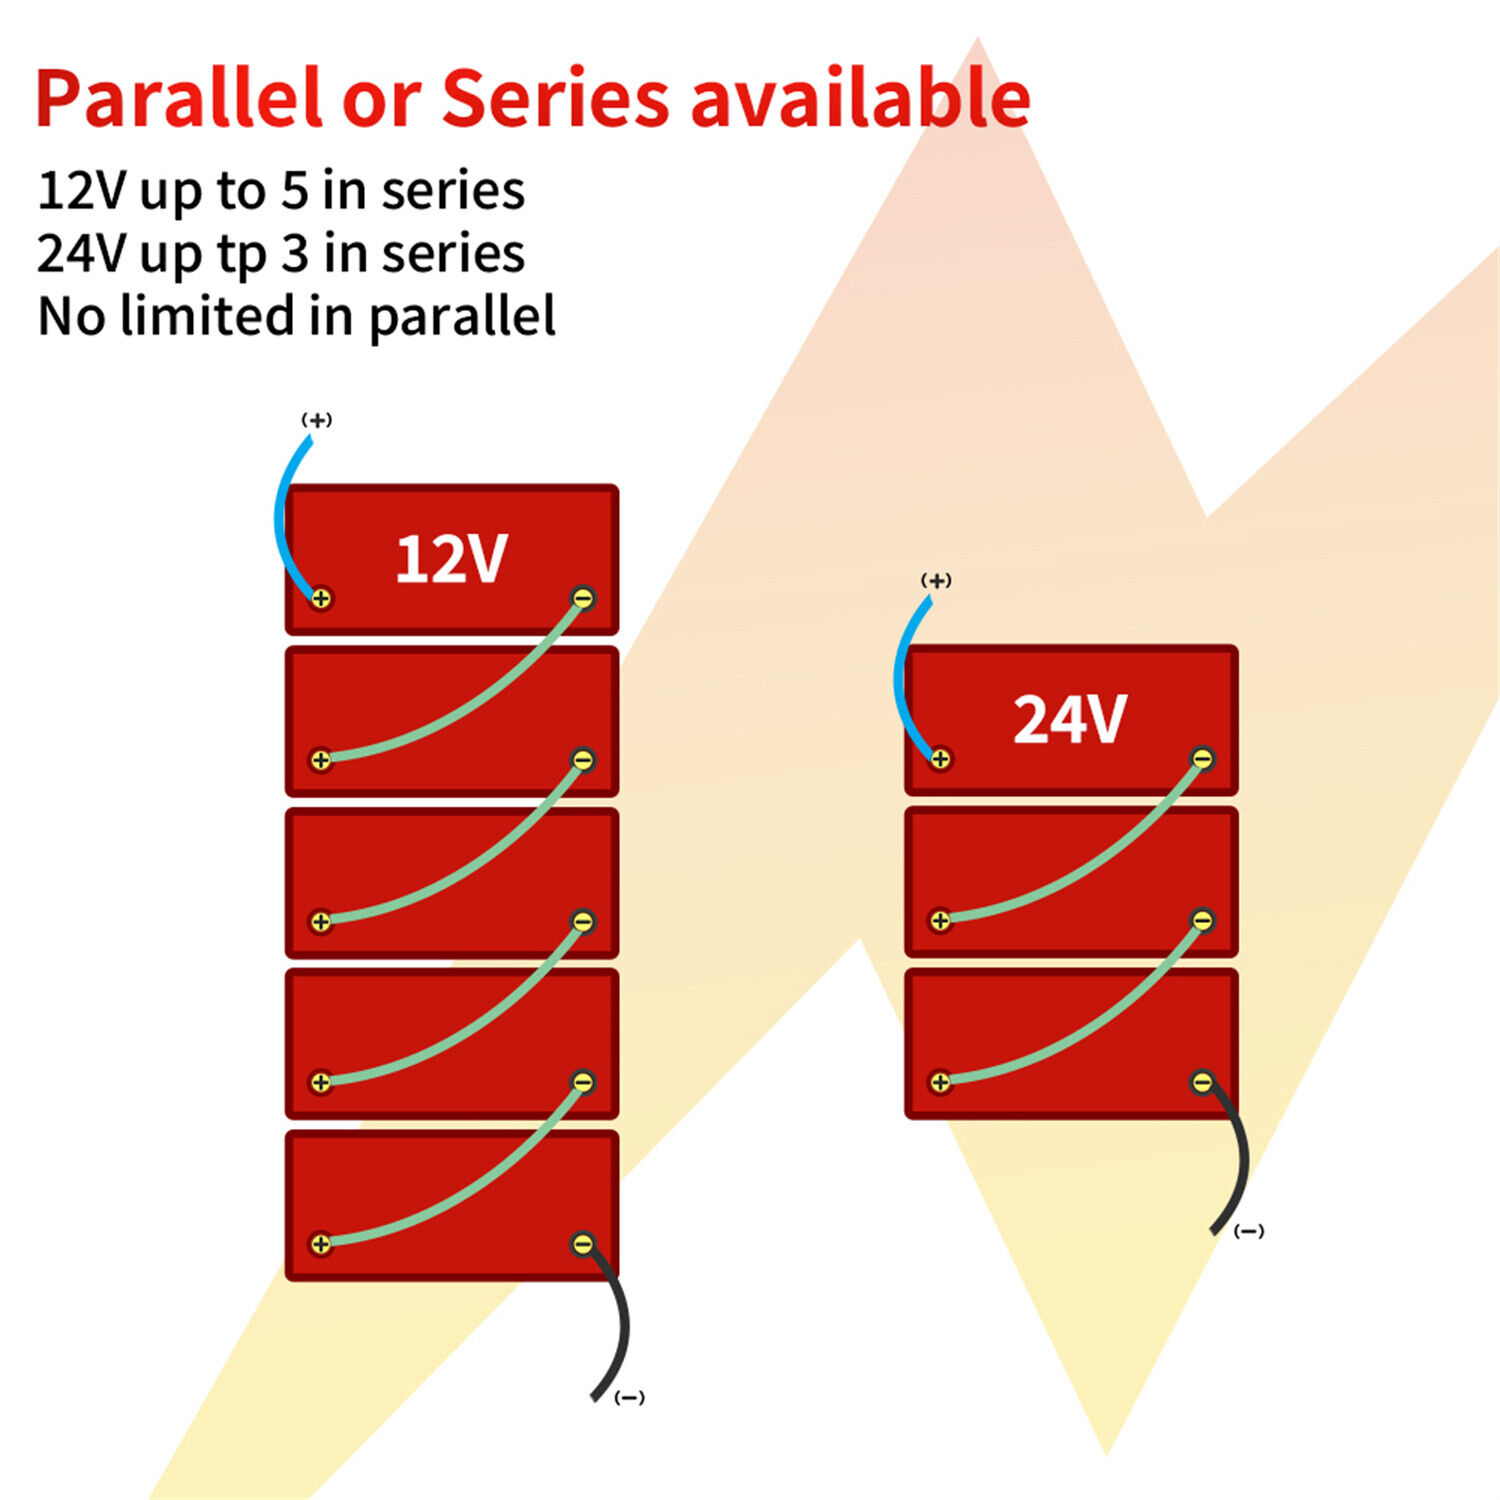 Parallel or Series available
12V up to 5 in series
24V up tp 3 in series
No limited in parallel
(+)
12V
+ −
+ −
+ −
+ −
+ −
(−)
(+)
24V
+ −
+ −
+ −
(−)